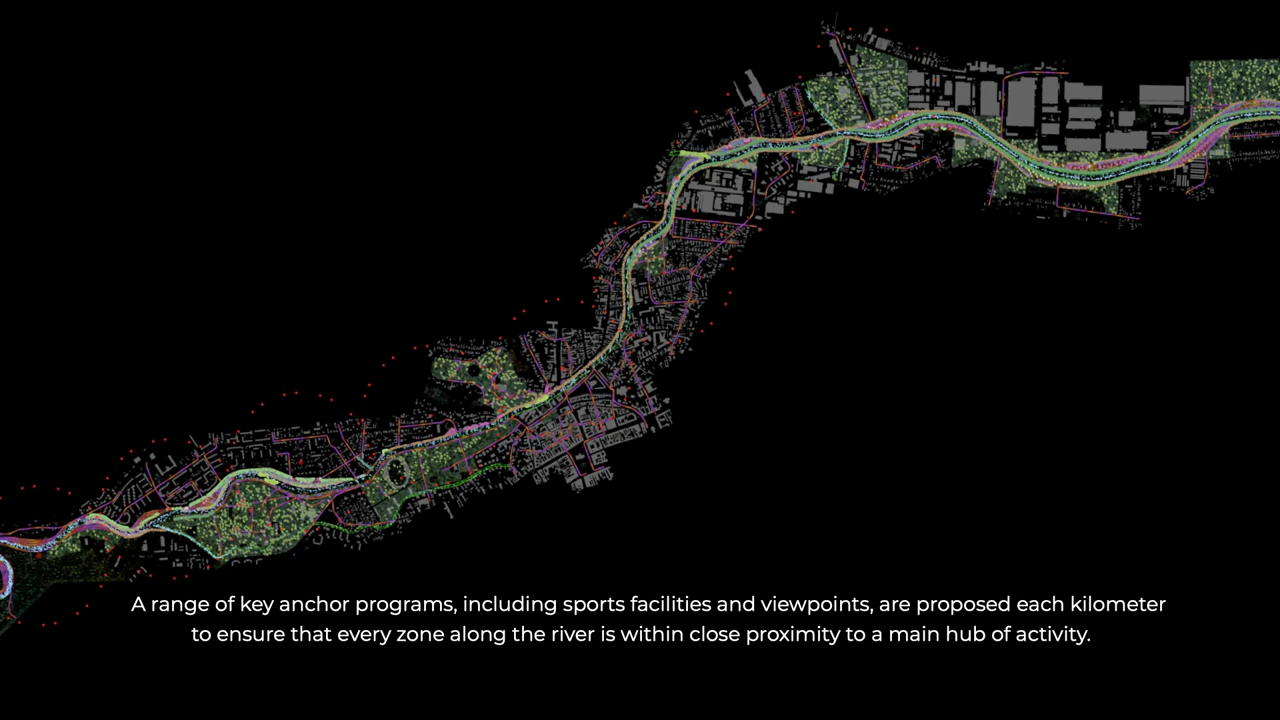 A range of key anchor programs, including sports facilities and viewpoints, are proposed each kilometer
to ensure that every zone along the river is within close proximity to a main hub of activity.